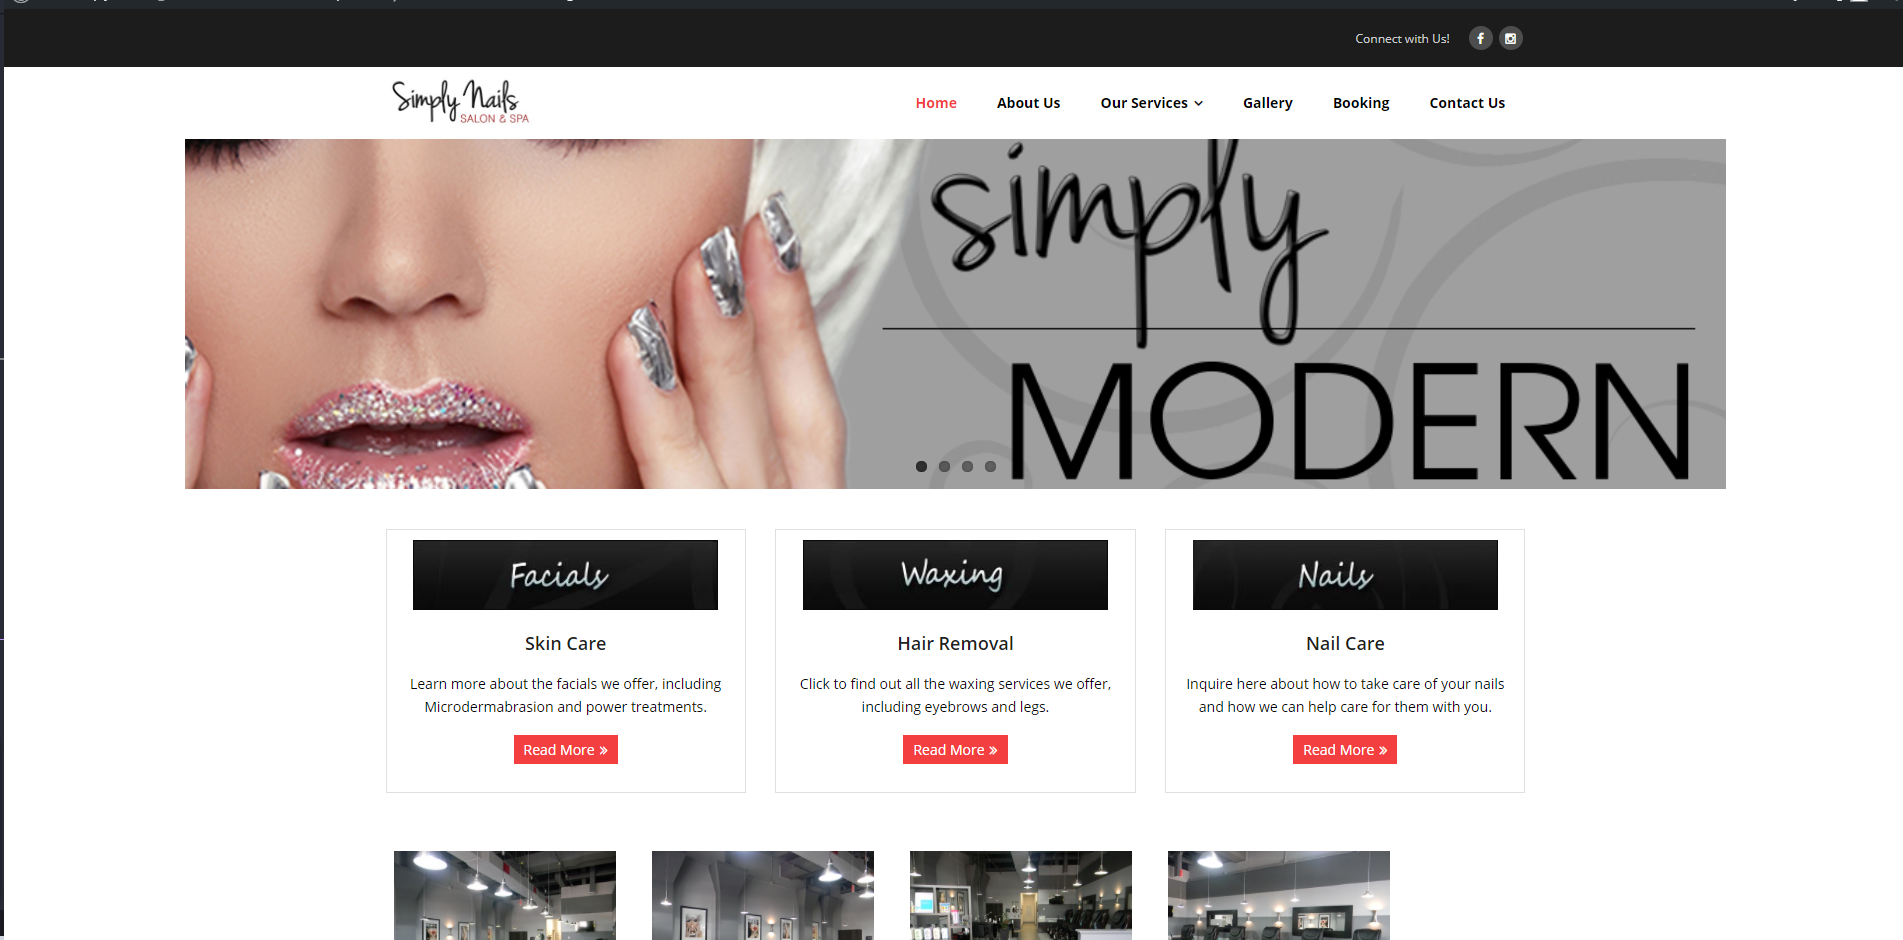 Connect with Us!
Simply Nails
SALON & SPA
Home About Us Our Services Gallery Booking Contact Us
simply
MODERN
Facials
Waxing
Nails
Skin Care
Hair Removal
Nail Care
Learn more about the facials we offer, including
Microdermabrasion and power treatments.
Click to find out all the waxing services we offer,
including eyebrows and legs.
Inquire here about how to take care of your nails
and how we can help care for them with you.
Read More »
Read More »
Read More »